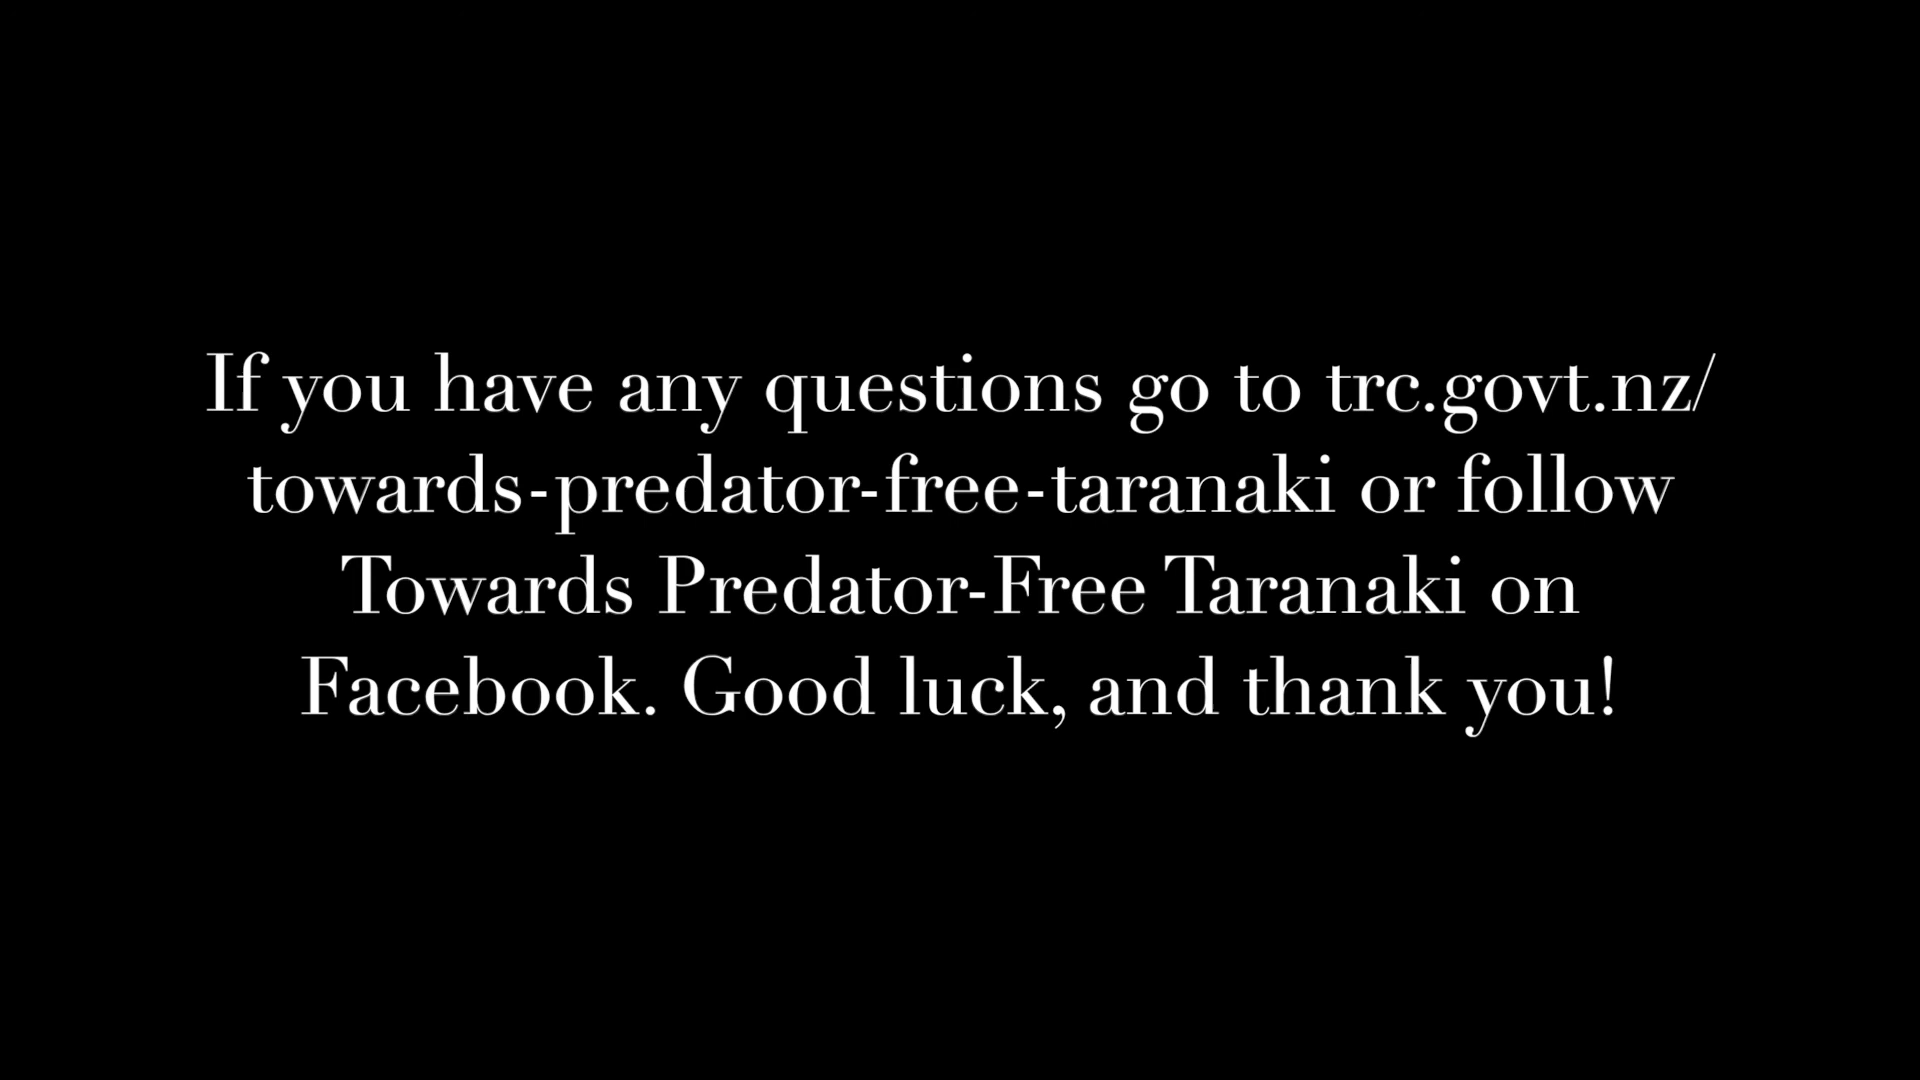 If you have any questions go to trc.govt.nz/
towards-predator-free-taranaki or follow
Towards Predator-Free Taranaki on
Facebook. Good luck, and thank you!